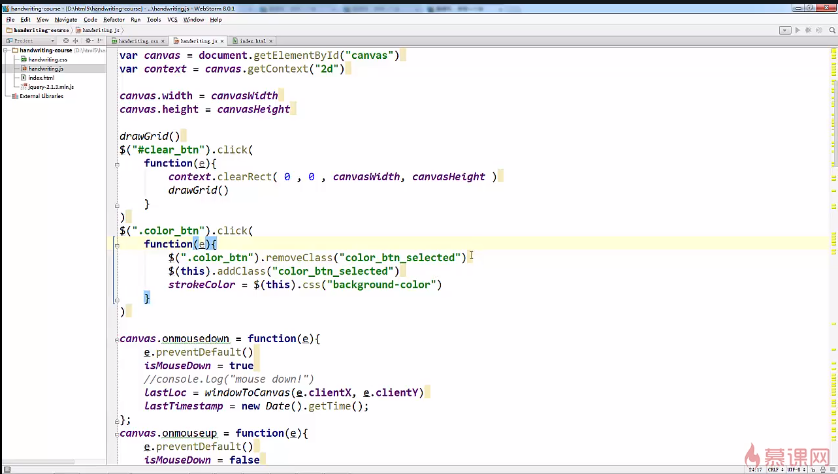 handwriting-course - [D:\html5\handwriting-course] - ...\handwriting.js - WebStorm 8.0.1
File Edit View Navigate Code Refactor Run Tools VCS Window Help
handwriting-course handwriting.js
Project handwriting.css handwriting.js index.html
handwriting-course
handwriting.css
handwriting.js
index.html
jquery-2.1.3.min.js
External Libraries
var canvas = document.getElementById("canvas")
var context = canvas.getContext("2d")
canvas.width = canvasWidth
canvas.height = canvasHeight
drawGrid()
$("#clear_btn").click(
function(e){
context.clearRect( 0 , 0 , canvasWidth, canvasHeight )
drawGrid()
}
)
$(".color_btn").click(
function(e){
$(".color_btn").removeClass("color_btn_selected")
$(this).addClass("color_btn_selected")
strokeColor = $(this).css("background-color")
}
)
canvas.onmousedown = function(e){
e.preventDefault()
isMouseDown = true
//console.log("mouse down!")
lastLoc = windowToCanvas(e.clientX, e.clientY)
lastTimestamp = new Date().getTime();
};
canvas.onmouseup = function(e){
e.preventDefault()
isMouseDown = false
慕课网
24:17 CRLF UTF-8